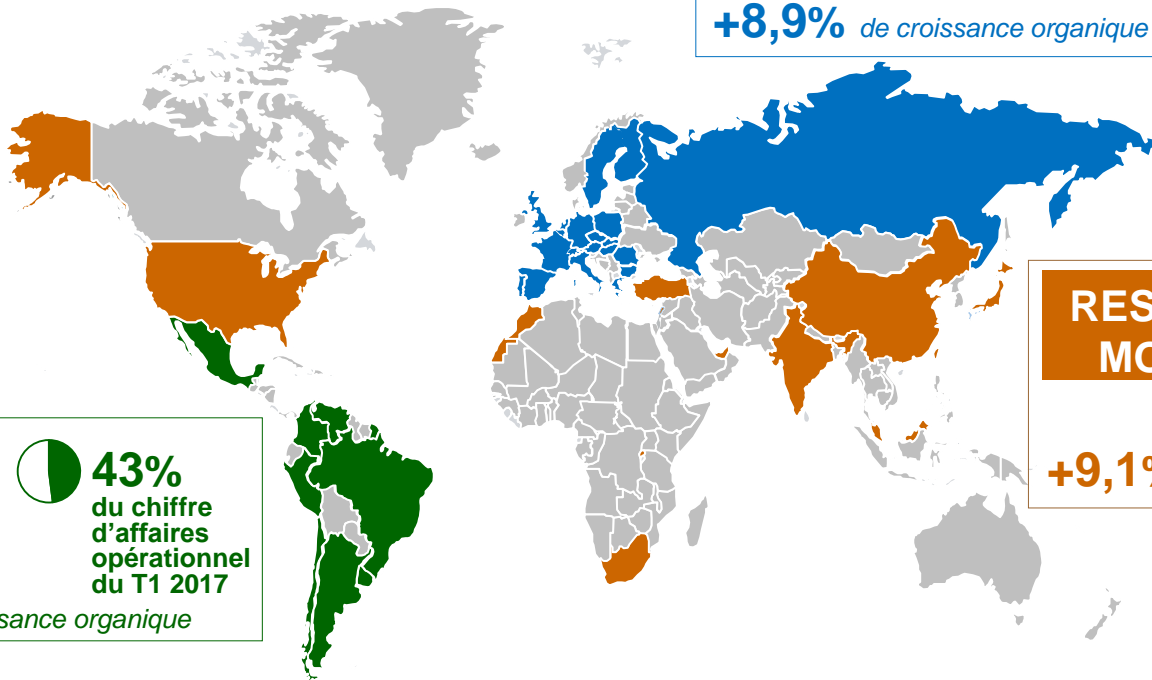 +8,9% de croissance organique
RES
MO
+9,1%
43%
du chiffre
d’affaires
opérationnel
du T1 2017
sance organique